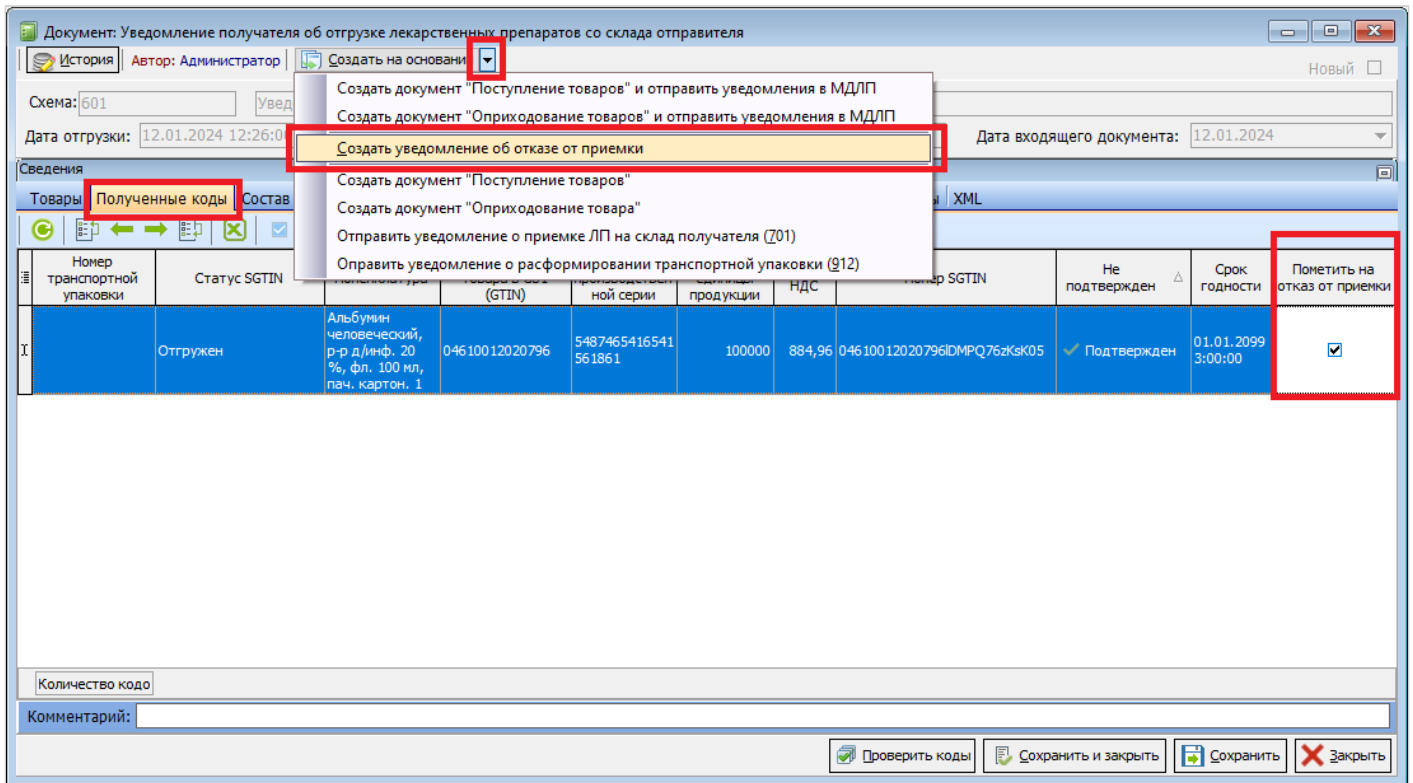 Документ: Уведомление получателя об отгрузке лекарственных препаратов со склада отправителя
История Автор: Администратор Создать на основани
Новый
Создать документ "Поступление товаров" и отправить уведомления в МДЛП
Схема: 601 Увед
Создать документ "Оприходование товаров" и отправить уведомления в МДЛП
Дата отгрузки: 12.01.2024 12:26:0 Дата входящего документа: 12.01.2024
Создать уведомление об отказе от приемки
Сведения
Создать документ "Поступление товаров"
Товары Полученные коды Состав XML
Создать документ "Оприходование товара"
Отправить уведомление о приемке ЛП на склад получателя (701)
Оправить уведомление о расформировании транспортной упаковки (912)
Номер
транспортной
упаковки
Статус SGTIN
(GTIN)
ной серии
продукции
НДС
SGTIN
Не
подтвержден
Срок
годности
Пометить на
отказ от приемки
Отгружен
Альбумин
человеческий,
р-р д/инф. 20
%, фл. 100 мл,
пач. картон. 1
04610012020796
5487465416541
561861
100000
884,96
04610012020796lDMPQ76zKsK05
Подтвержден
01.01.2099
3:00:00
Количество кодо
Комментарий:
Проверить коды Сохранить и закрыть Сохранить Закрыть